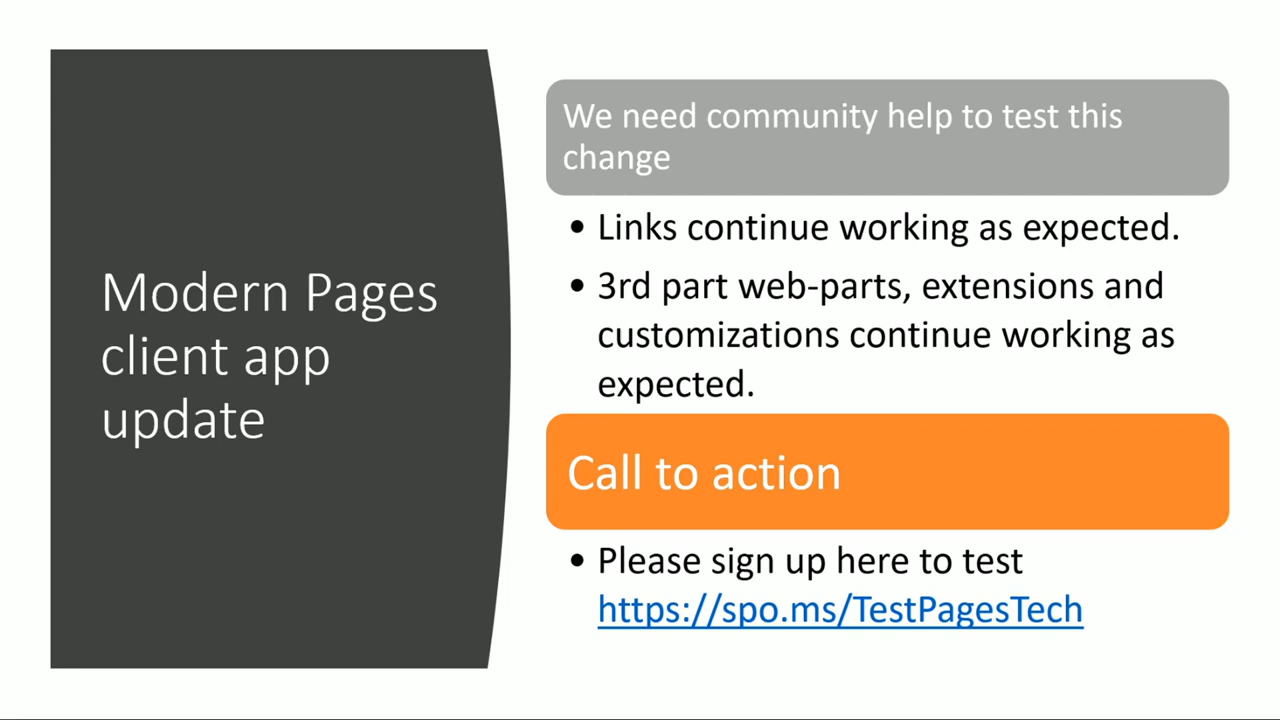 Modern Pages
client app
update
We need community help to test this
change
• Links continue working as expected.
• 3rd part web-parts, extensions and
customizations continue working as
expected.
Call to action
• Please sign up here to test
https://spo.ms/TestPagesTech